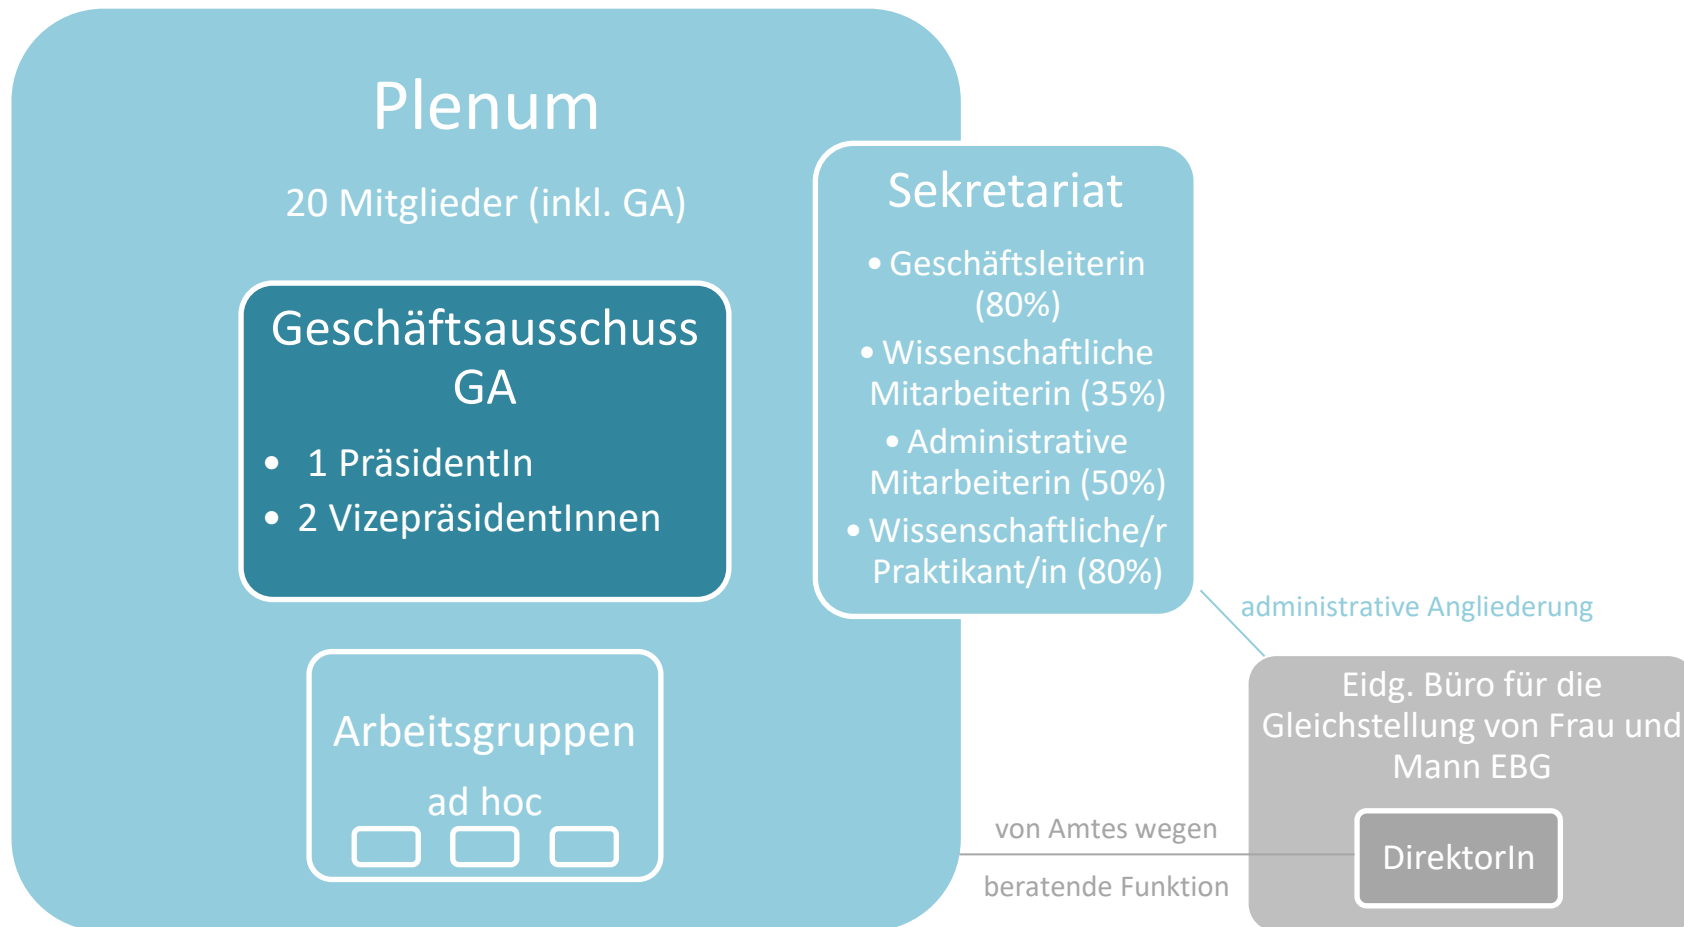 Plenum
20 Mitglieder (inkl. GA)
Geschäftsausschuss
GA
• 1 PräsidentIn
• 2 VizepräsidentInnen
Arbeitsgruppen
ad hoc
Sekretariat
• Geschäftsleiterin
(80%)
• Wissenschaftliche
Mitarbeiterin (35%)
• Administrative
Mitarbeiterin (50%)
• Wissenschaftliche/r
Praktikant/in (80%)
administrative Angliederung
Eidg. Büro für die
Gleichstellung von Frau und
Mann EBG
DirektorIn
von Amtes wegen
beratende Funktion